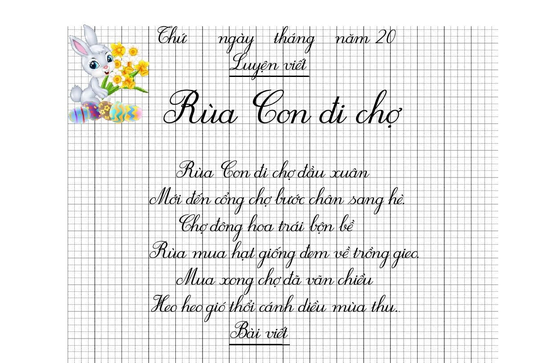 Thứ ngày tháng năm 20
Luyện viết
Rùa Con đi chợ
Rùa Con đi chợ đầu xuân
Mới đến cổng chợ bước chân sang hè.
Chợ đông hoa trái bộn bề
Rùa mua hạt giống đem về trồng gieo.
Mua xong chợ đã vãn chiều
Heo heo gió thổi cánh diều mùa thu..
Bài viết